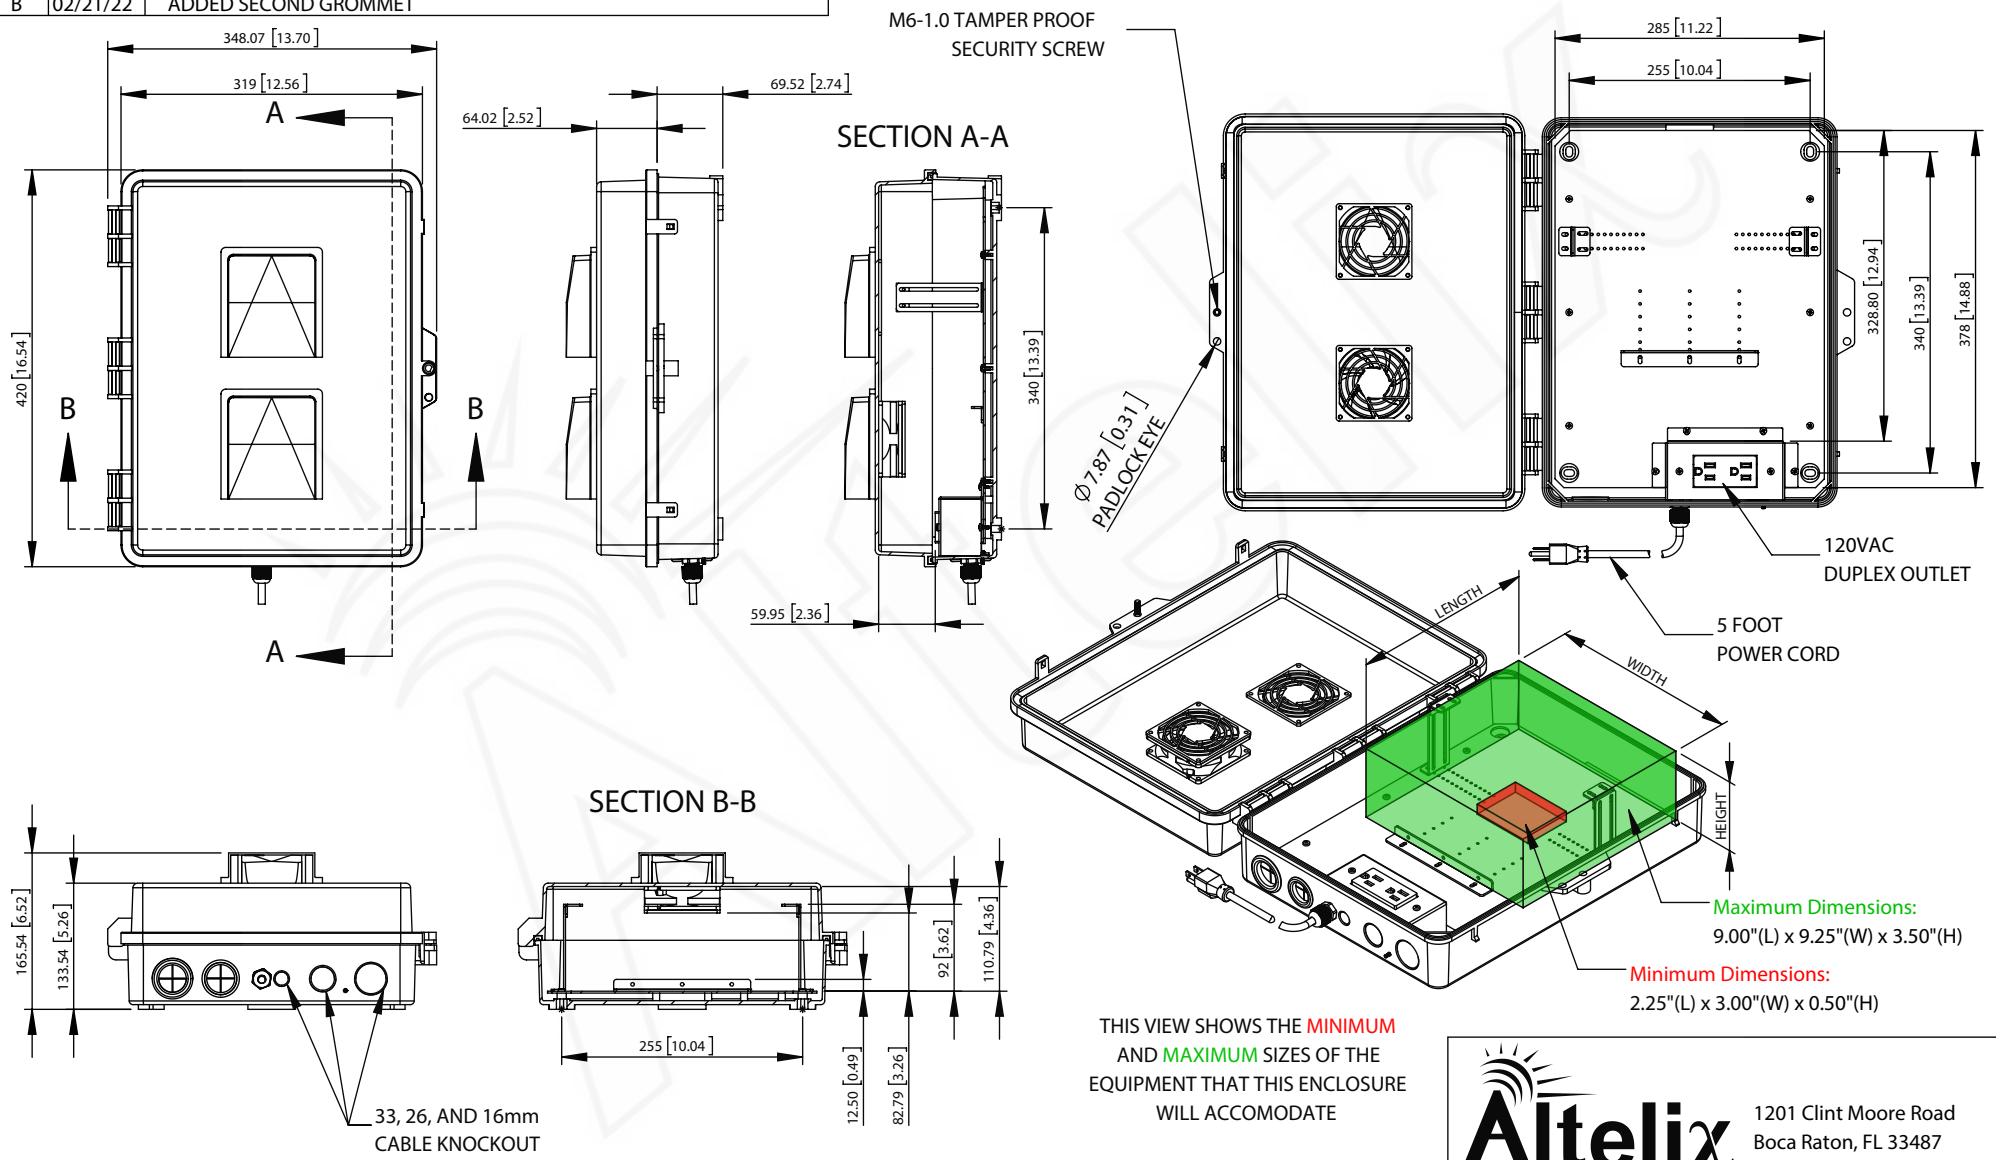 B 02/21/22 ADDED SECOND GROMMET
348.07 [13.70]
319 [12.56]
A
A
420 [16.54]
B
B
64.02 [2.52]
69.52 [2.74]
SECTION A-A
340 [13.39]
59.95 [2.36]
M6-1.0 TAMPER PROOF
SECURITY SCREW
285 [11.22]
255 [10.04]
328.80 [12.94]
340 [13.39]
378 [14.88]
Ø 7.87 [0.31]
PADLOCK EYE
120VAC
DUPLEX OUTLET
5 FOOT
POWER CORD
LENGTH
WIDTH
HEIGHT
Maximum Dimensions:
9.00"(L) x 9.25"(W) x 3.50"(H)
Minimum Dimensions:
2.25"(L) x 3.00"(W) x 0.50"(H)
165.54 [6.52]
133.54 [5.26]
33, 26, AND 16mm
CABLE KNOCKOUT
SECTION B-B
255 [10.04]
12.50 [0.49]
82.79 [3.26]
92 [3.62]
110.79 [4.36]
THIS VIEW SHOWS THE MINIMUM
AND MAXIMUM SIZES OF THE
EQUIPMENT THAT THIS ENCLOSURE
WILL ACCOMODATE
Altelix
1201 Clint Moore Road
Boca Raton, FL 33487
Altelix